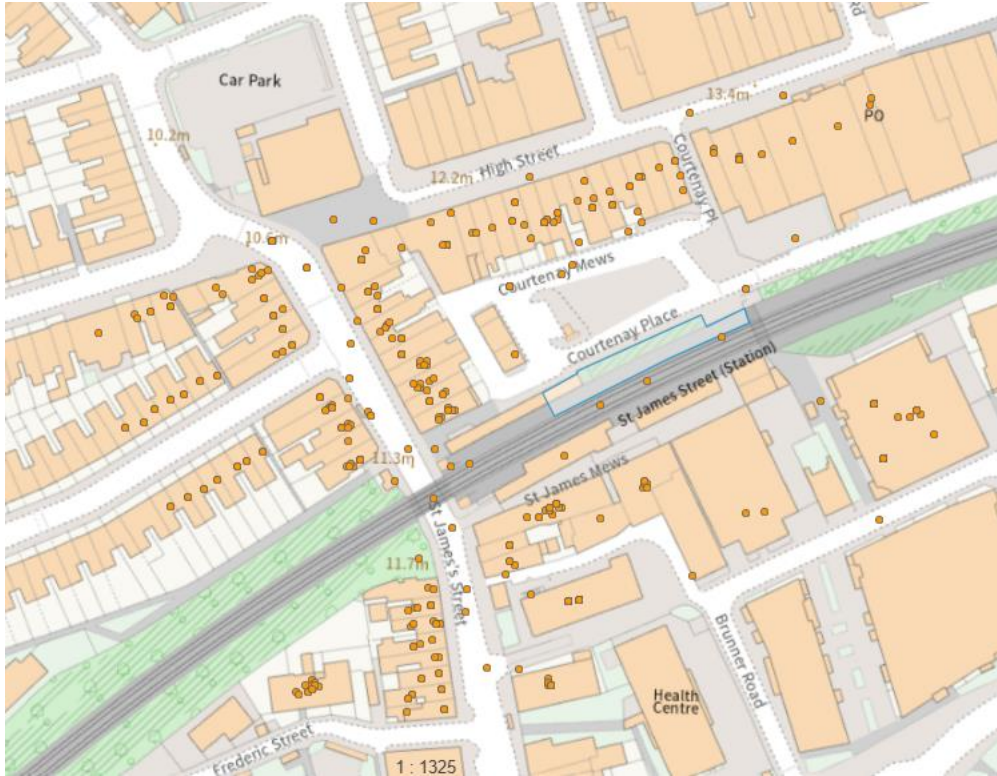 Rd
Car Park
13.4m
PO
10.2m
High Street
Courtenay Pl
12.2m
10.6m
Courtenay Mews
Courtenay Place
St James Street (Station)
11.3m
St James Mews
St James's Street
11.7m
Brunner Road
Health
Centre
Frederic Street
1 : 1325